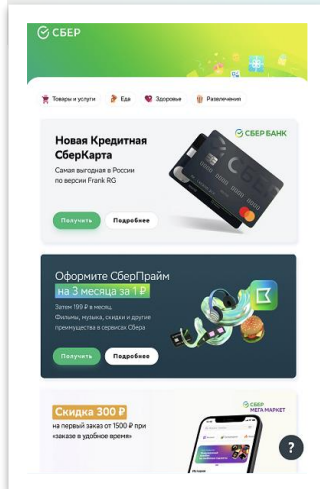 СБЕР
Товары и услуги Еда Здоровье Развлечения
СБЕР БАНК
Новая Кредитная
СберКарта
Самая выгодная в России
по версии Frank RG
Получить Подробнее
Оформите СберПрайм
на 3 месяца за 1 ₽
Затем 199 ₽ в месяц.
Фильмы, музыка, скидки и другие
преимущества в сервисах Сбера
Получить Подробнее
СБЕР
МЕГА МАРКЕТ
Скидка 300 ₽
на первый заказ от 1500 ₽ при
«заказе в удобное время»
?